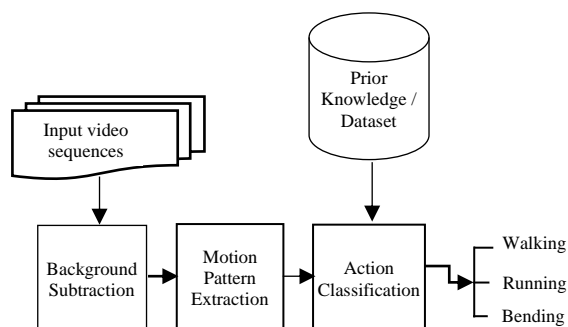 Prior
Knowledge /
Dataset
Input video
sequences
Background
Subtraction
Motion
Pattern
Extraction
Action
Classification
Walking
Running
Bending